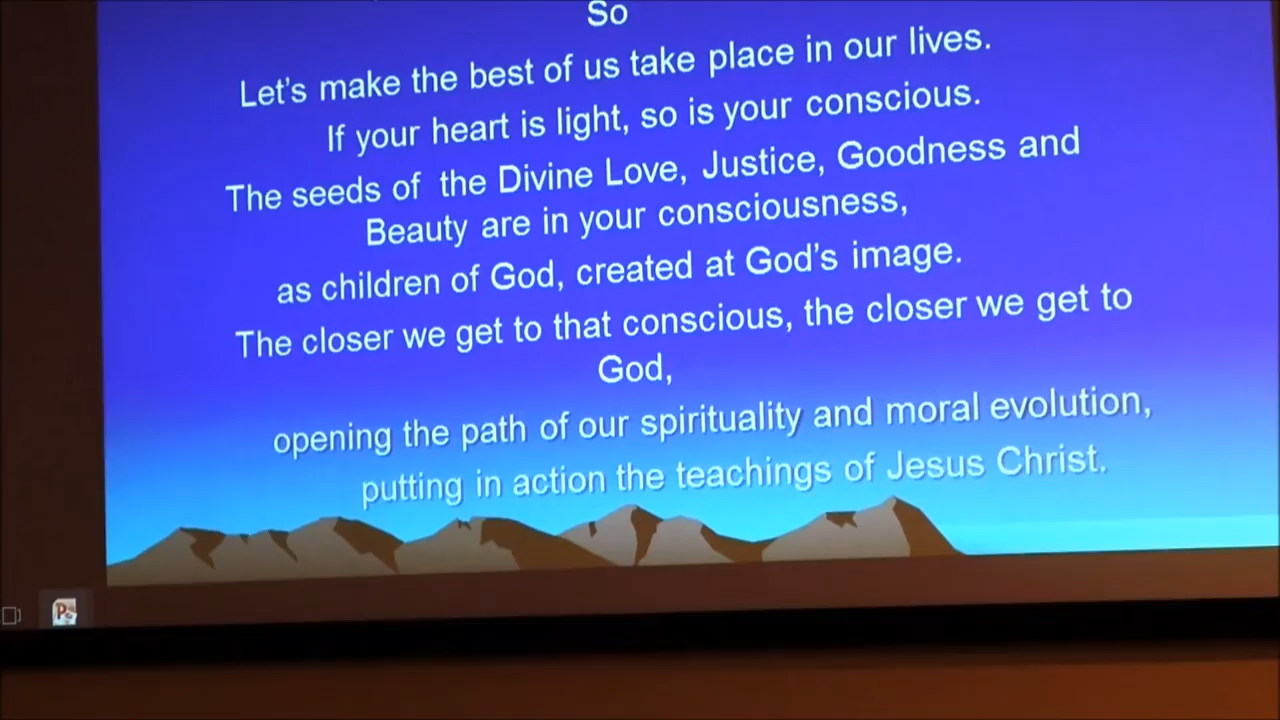 So
Let's make the best of us take place in our lives.
If your heart is light, so is your conscious.
The seeds of the Divine Love, Justice, Goodness and
Beauty are in your consciousness,
as children of God, created at God's image.
The closer we get to that conscious, the closer we get to
God,
opening the path of our spirituality and moral evolution,
putting in action the teachings of Jesus Christ.